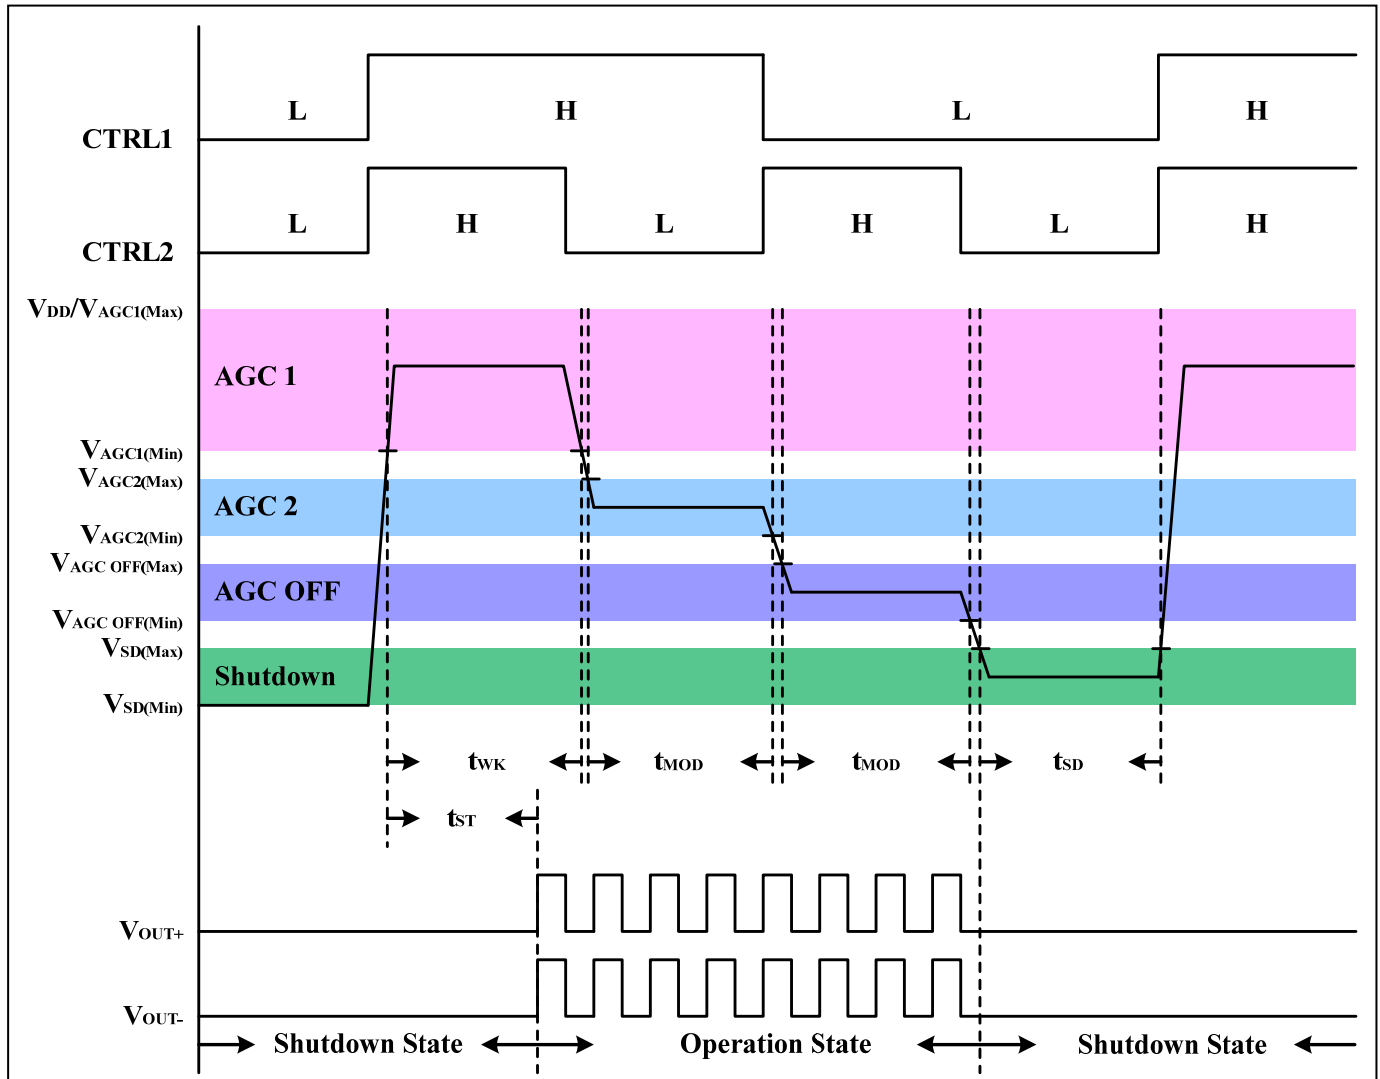 L H L H
CTRL1
L H L H L H
CTRL2
VDD/VAGC1(Max)
AGC 1
VAGC1(Min)
VAGC2(Max)
AGC 2
VAGC2(Min)
VAGC OFF(Max)
AGC OFF
VAGC OFF(Min)
VSD(Max)
Shutdown
VSD(Min)
tWK tMOD tMOD tSD
tST
VOUT+
VOUT-
Shutdown State Operation State Shutdown State